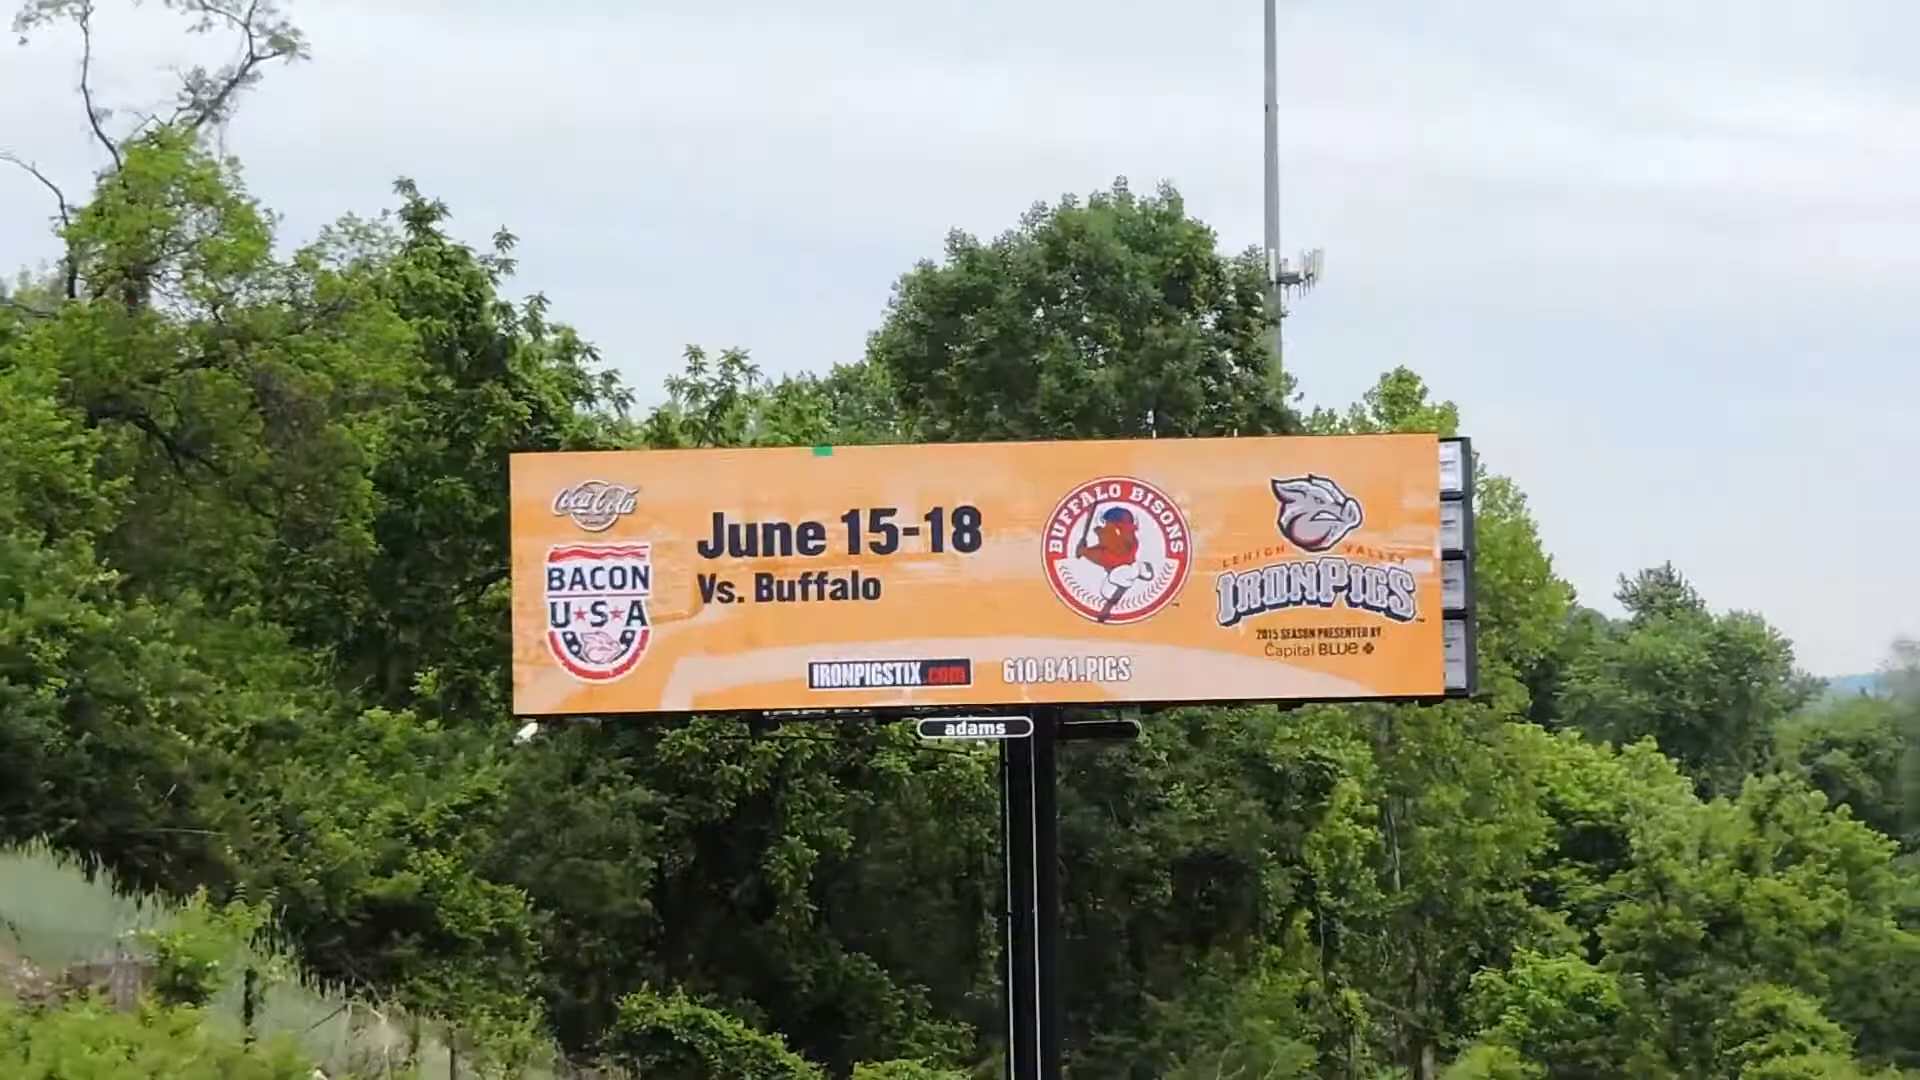 Coca-Cola
BACON
U★S★A
June 15-18
Vs. Buffalo
BUFFALO BISONS
LEHIGH VALLEY
IRONPIGS
2015 SEASON PRESENTED BY
Capital BLUE
IRONPIGSTIX.com
610.841.PIGS
adams